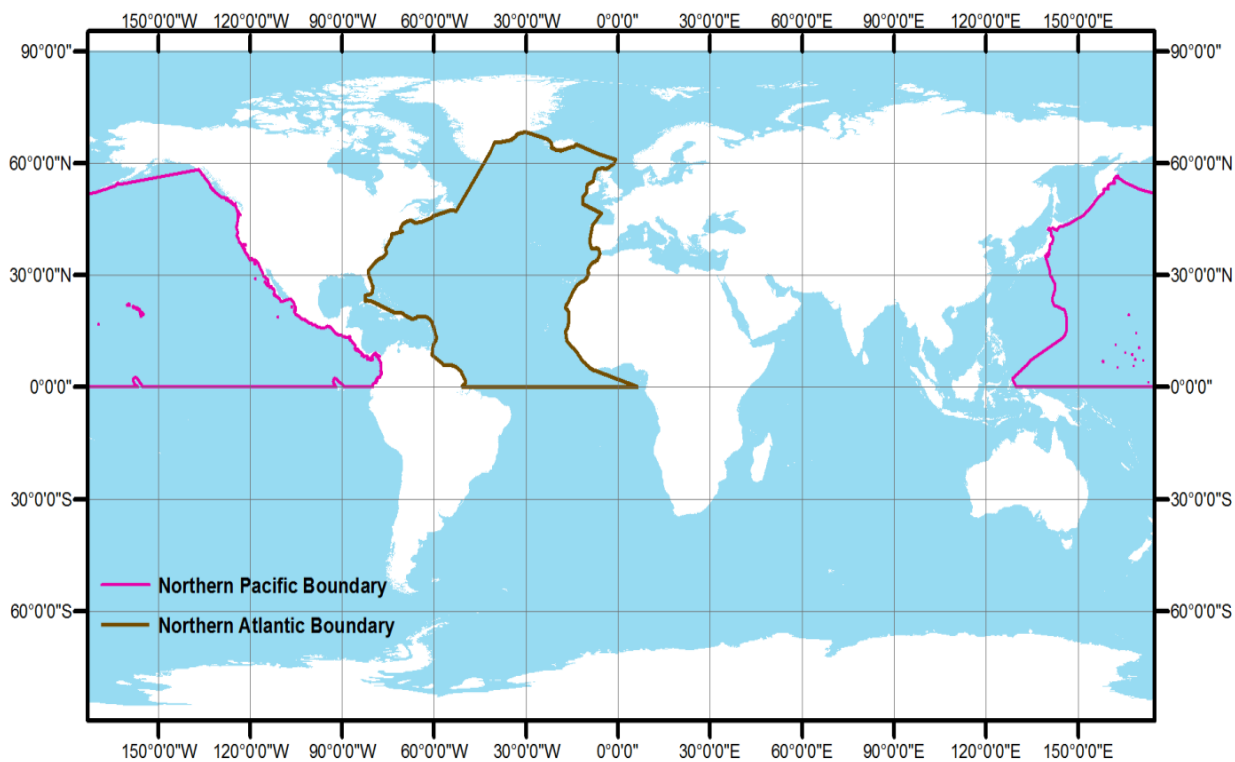 150°0'0"W 120°0'0"W 90°0'0"W 60°0'0"W 30°0'0"W 0°0'0" 30°0'0"E 60°0'0"E 90°0'0"E 120°0'0"E 150°0'0"E
90°0'0" 90°0'0"
60°0'0"N 60°0'0"N
30°0'0"N 30°0'0"N
0°0'0" 0°0'0"
30°0'0"S 30°0'0"S
Northern Pacific Boundary
60°0'0"S 60°0'0"S
Northern Atlantic Boundary
150°0'0"W 120°0'0"W 90°0'0"W 60°0'0"W 30°0'0"W 0°0'0" 30°0'0"E 60°0'0"E 90°0'0"E 120°0'0"E 150°0'0"E